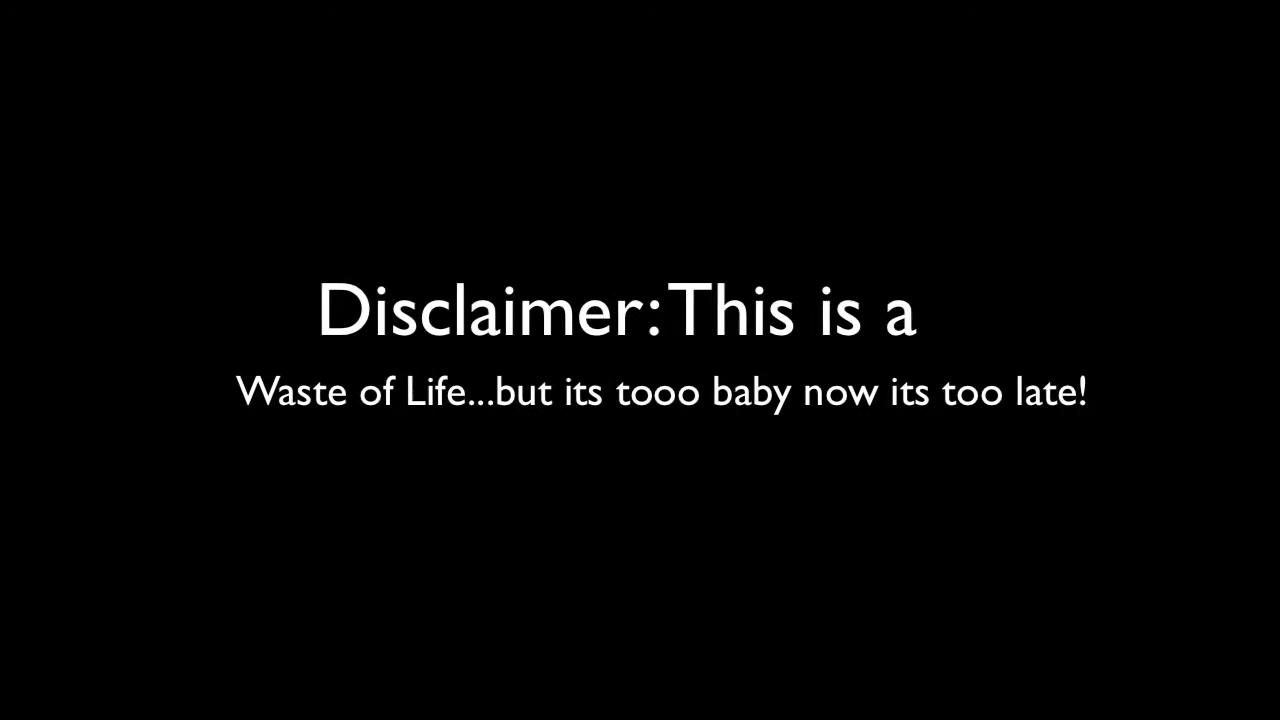 Disclaimer: This is a
Waste of Life...but its tooo baby now its too late!